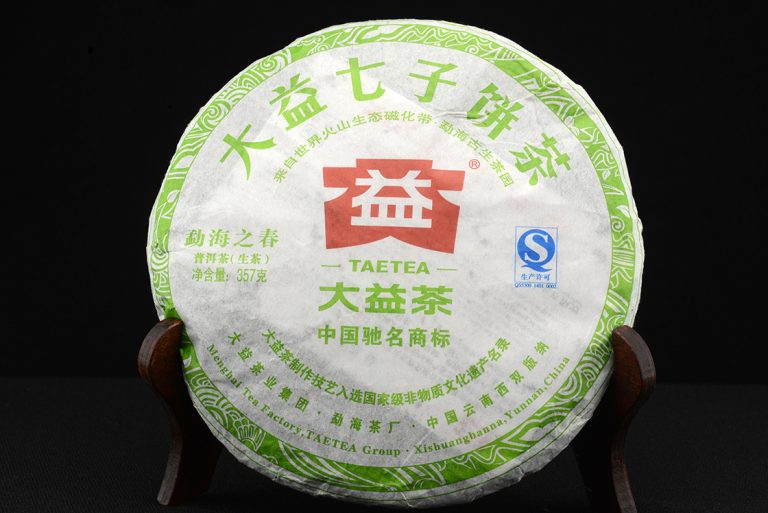 大益七子饼茶
来自世界火山生态磁化带·勐海古生茶园
益
®
TAETEA
大益茶
中国驰名商标
勐海之春
普洱茶(生茶)
净含量: 357克
S
生产许可
QS5309 1401 0002
大益茶制作技艺入选国家级非物质文化遗产名录
大益茶业集团·勐海茶厂·中国云南西双版纳
Menghai Tea Factory,TAETEA Group·Xishuangbanna,Yunnan,China